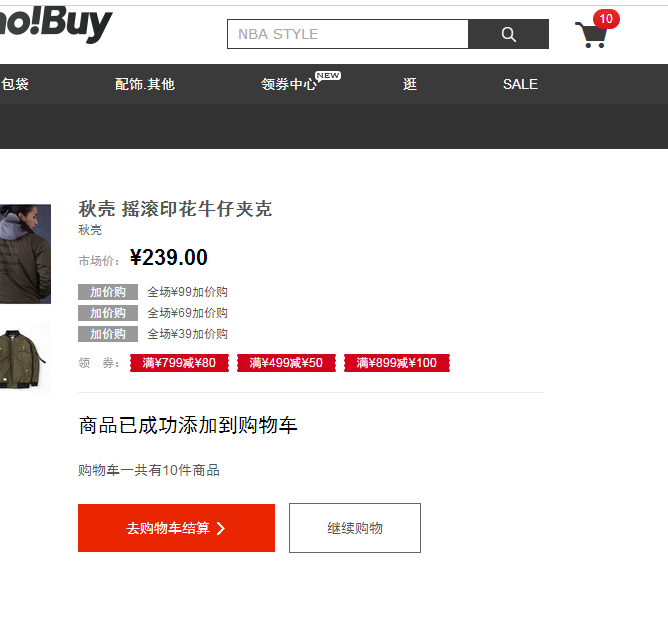 ho!Buy
NBA STYLE
10
包袋
配饰.其他
领券中心
NEW
逛
SALE
秋壳 摇滚印花牛仔夹克
秋壳
市场价： ¥239.00
加价购 全场¥99加价购
加价购 全场¥69加价购
加价购 全场¥39加价购
领 券： 满¥799减¥80 满¥499减¥50 满¥899减¥100
商品已成功添加到购物车
购物车一共有10件商品
去购物车结算
继续购物